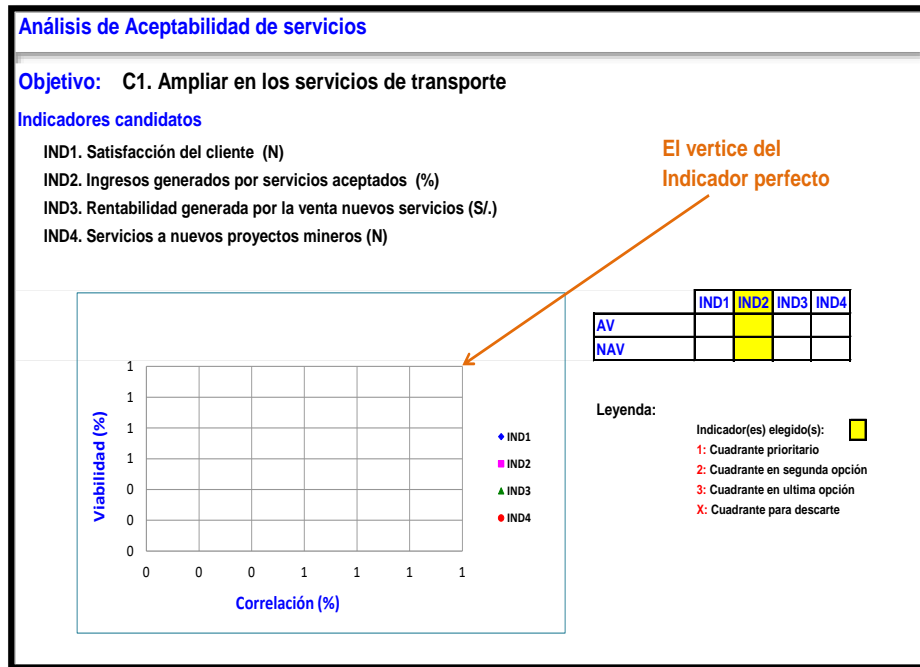 Análisis de Aceptabilidad de servicios
Objetivo: C1. Ampliar en los servicios de transporte
Indicadores candidatos
IND1. Satisfacción del cliente (N)
IND2. Ingresos generados por servicios aceptados (%)
IND3. Rentabilidad generada por la venta nuevos servicios (S/.)
IND4. Servicios a nuevos proyectos mineros (N)
El vertice del
Indicador perfecto
IND1 IND2 IND3 IND4
AV
NAV
Leyenda:
Indicador(es) elegido(s):
1: Cuadrante prioritario
2: Cuadrante en segunda opción
3: Cuadrante en ultima opción
X: Cuadrante para descarte
Viabilidad (%)
1
1
1
1
0
0
0
0 0 0 1 1 1 1
Correlación (%)
IND1
IND2
IND3
IND4